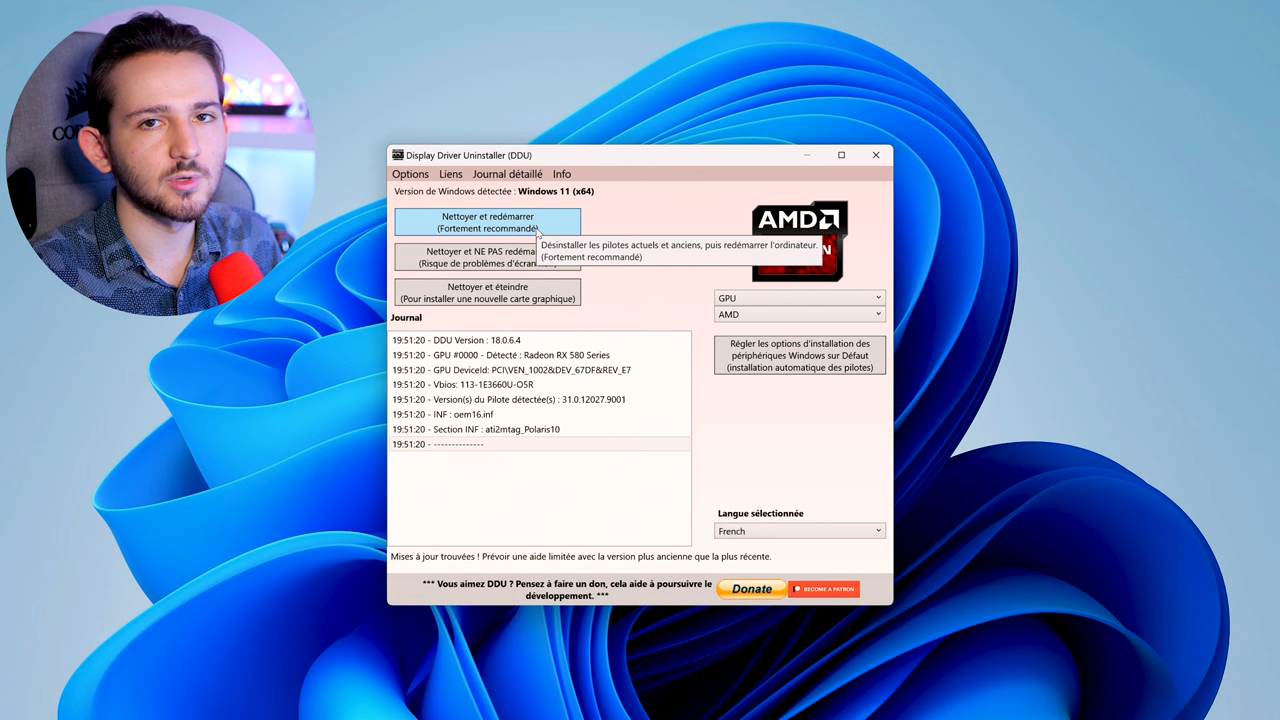 COR
Display Driver Uninstaller (DDU)
Options Liens Journal détaillé Info
Version de Windows détectée : Windows 11 (x64)
Nettoyer et redémarrer
(Fortement recommandé)
Désinstaller les pilotes actuels et anciens, puis redémarrer l'ordinateur.
(Fortement recommandé)
Nettoyer et NE PAS redéma
(Risque de problèmes d'écran
Nettoyer et éteindre
(Pour installer une nouvelle carte graphique)
AMD
N
GPU
AMD
Régler les options d'installation des
périphériques Windows sur Défaut
(installation automatique des pilotes)
Journal
19:51:20 - DDU Version : 18.0.6.4
19:51:20 - GPU #0000 - Détecté : Radeon RX 580 Series
19:51:20 - GPU DeviceId: PCI\VEN_1002&DEV_67DF&REV_E7
19:51:20 - Vbios: 113-1E3660U-O5R
19:51:20 - Version(s) du Pilote détectée(s) : 31.0.12027.9001
19:51:20 - INF : oem16.inf
19:51:20 - Section INF : ati2mtag_Polaris10
19:51:20 - --------------
Langue sélectionnée
French
Mises à jour trouvées ! Prévoir une aide limitée avec la version plus ancienne que la plus récente.
*** Vous aimez DDU ? Pensez à faire un don, cela aide à poursuivre le
développement. ***
Donate
BECOME A PATRON